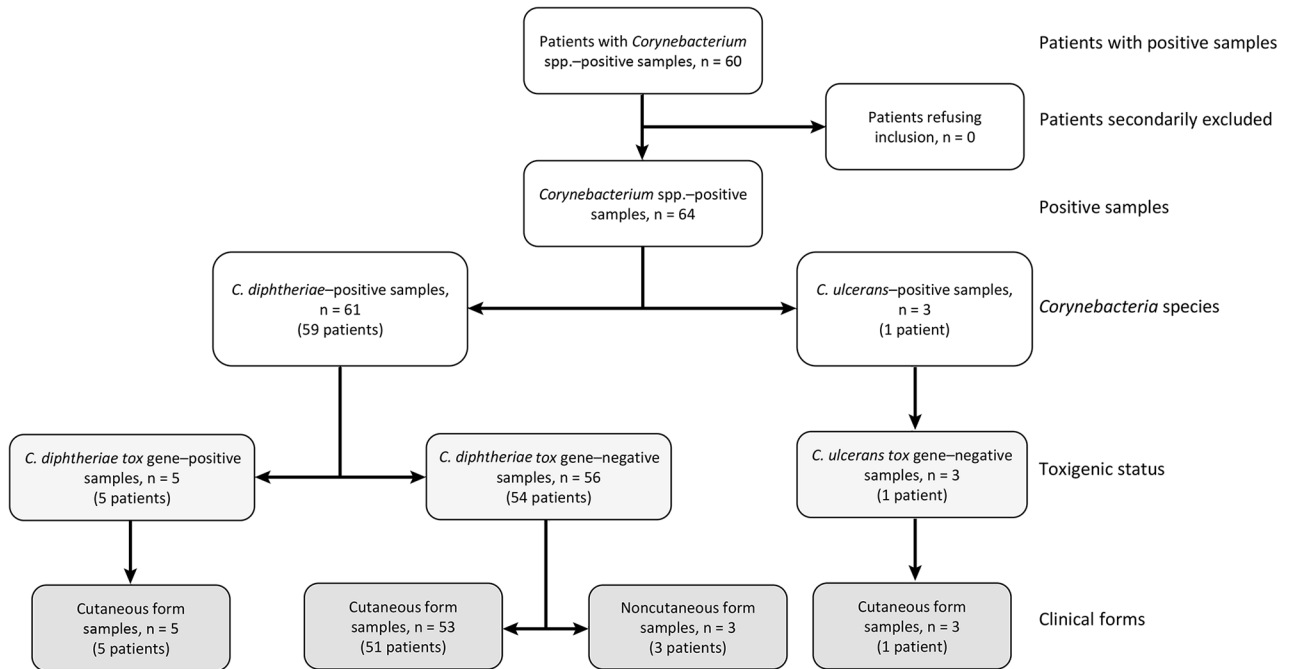 Patients with Corynebacterium
spp.–positive samples, n = 60
Patients with positive samples
Patients refusing
inclusion, n = 0
Patients secondarily excluded
Corynebacterium spp.–positive
samples, n = 64
Positive samples
C. diphtheriae–positive samples,
n = 61
(59 patients)
C. ulcerans–positive samples,
n = 3
(1 patient)
Corynebacteria species
C. diphtheriae tox gene–positive
samples, n = 5
(5 patients)
C. diphtheriae tox gene–negative
samples, n = 56
(54 patients)
C. ulcerans tox gene–negative
samples, n = 3
(1 patient)
Toxigenic status
Cutaneous form
samples, n = 5
(5 patients)
Cutaneous form
samples, n = 53
(51 patients)
Noncutaneous form
samples, n = 3
(3 patients)
Cutaneous form
samples, n = 3
(1 patient)
Clinical forms